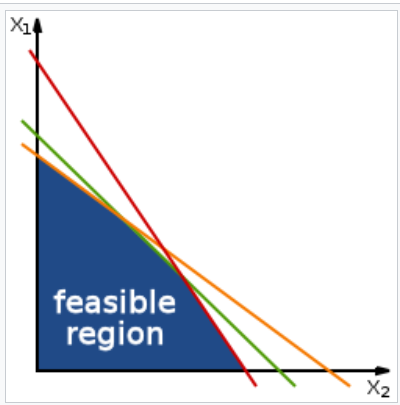 X1
feasible
region
X2